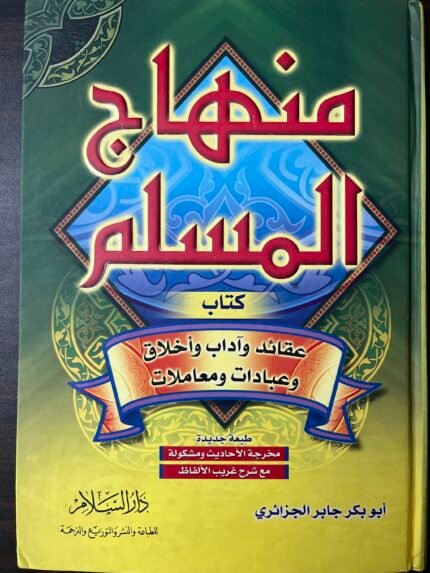 منهاج
المسلم
كتاب
عقائد وآداب وأخلاق
وعبادات ومعاملات
طبعة جديدة
مخرجة الأحاديث ومشكولة
مع شرح غريب الألفاظ
أبو بكر جابر الجزائري
دار السلام
للطباعة والنشر والتوزيع والترجمة